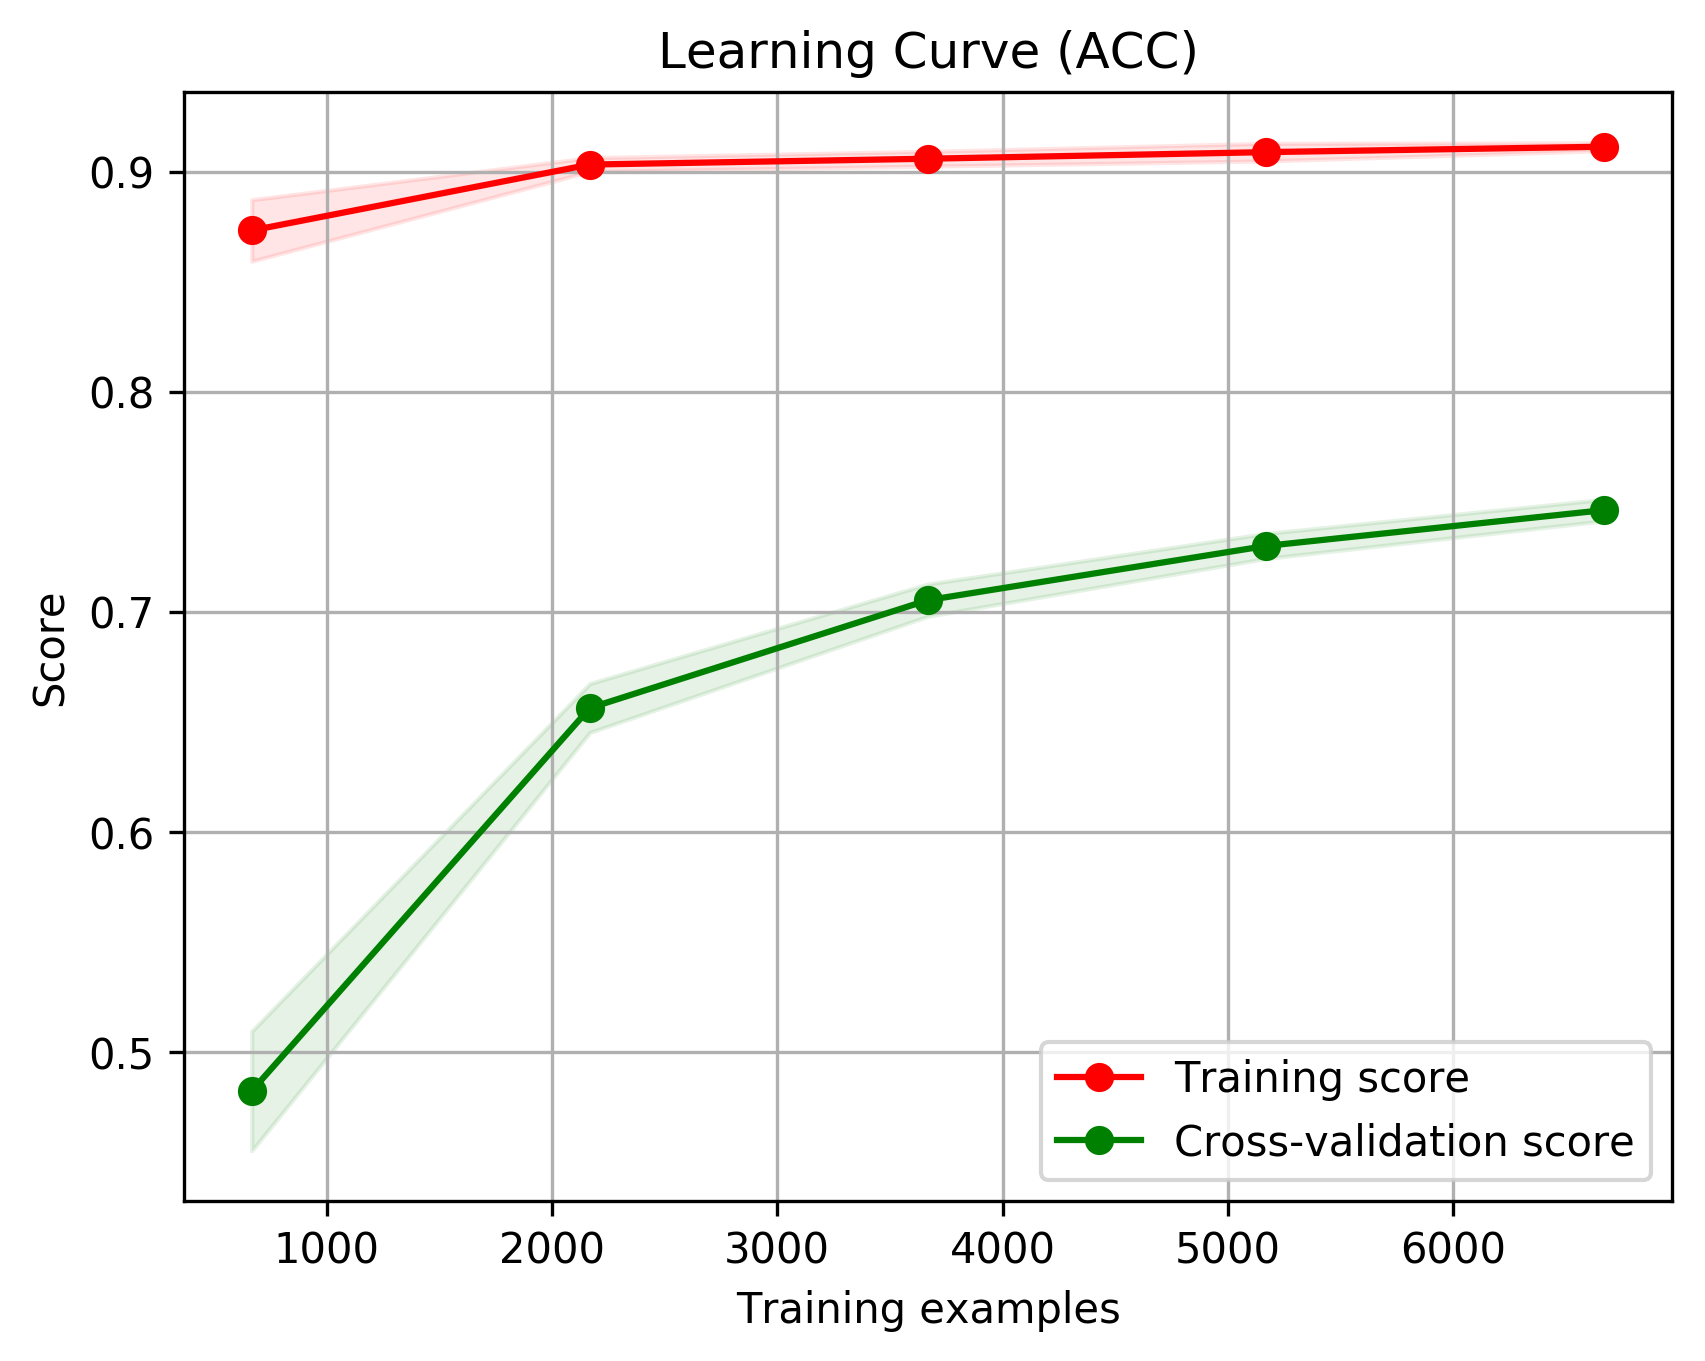 Learning Curve (ACC)
0.9
0.8
0.7
0.6
0.5
Score
Training score
Cross-validation score
1000 2000 3000 4000 5000 6000
Training examples